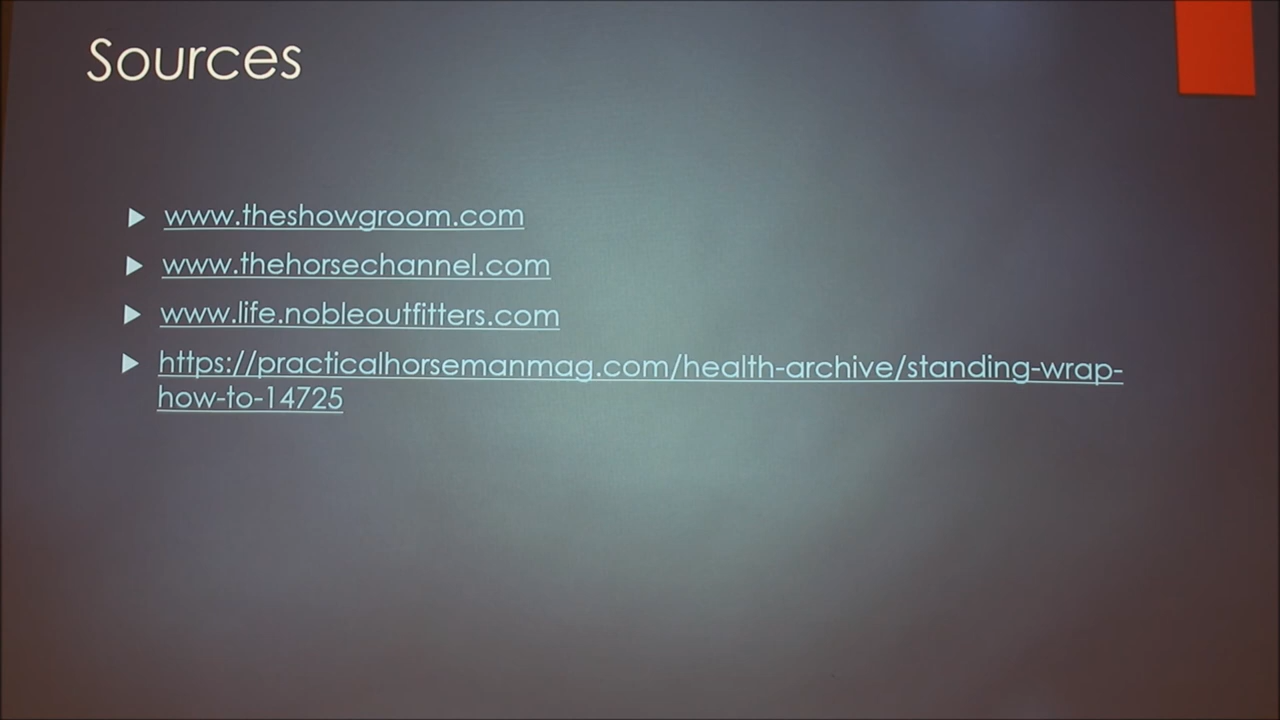 Sources
www.theshowgroom.com
www.thehorsechannel.com
www.life.nobleoutfitters.com
https://practicalhorsemanmag.com/health-archive/standing-wrap-
how-to-14725